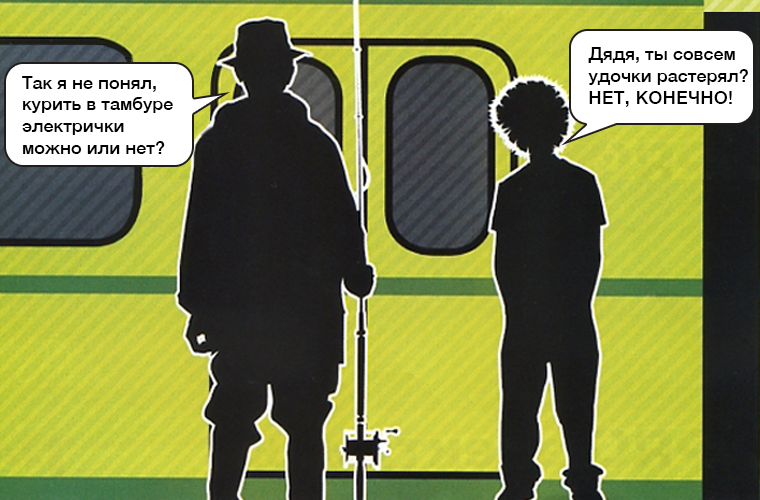 Так я не понял,
курить в тамбуре
электрички
можно или нет?
Дядя, ты совсем
удочки растерял?
НЕТ, КОНЕЧНО!